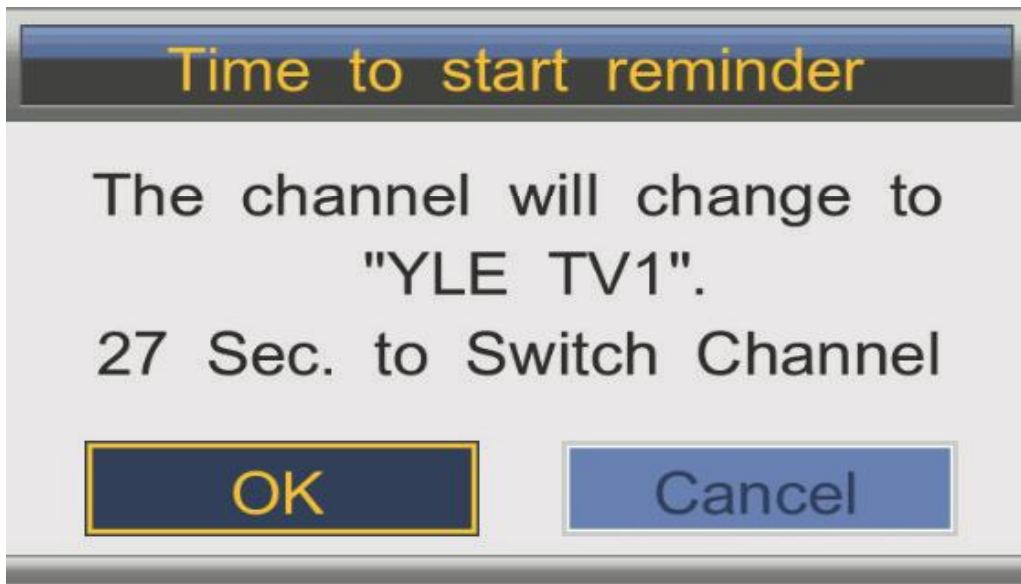 Time to start reminder
The channel will change to
"YLE TV1".
27 Sec. to Switch Channel
OK
Cancel